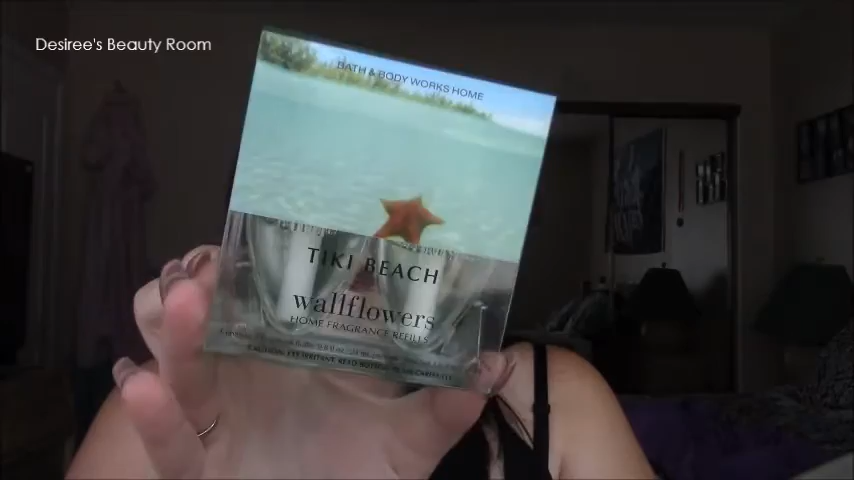 Desiree's Beauty Room
BATH & BODY WORKS HOME
TIKI BEACH
wallflowers
HOME FRAGRANCE REFILLS